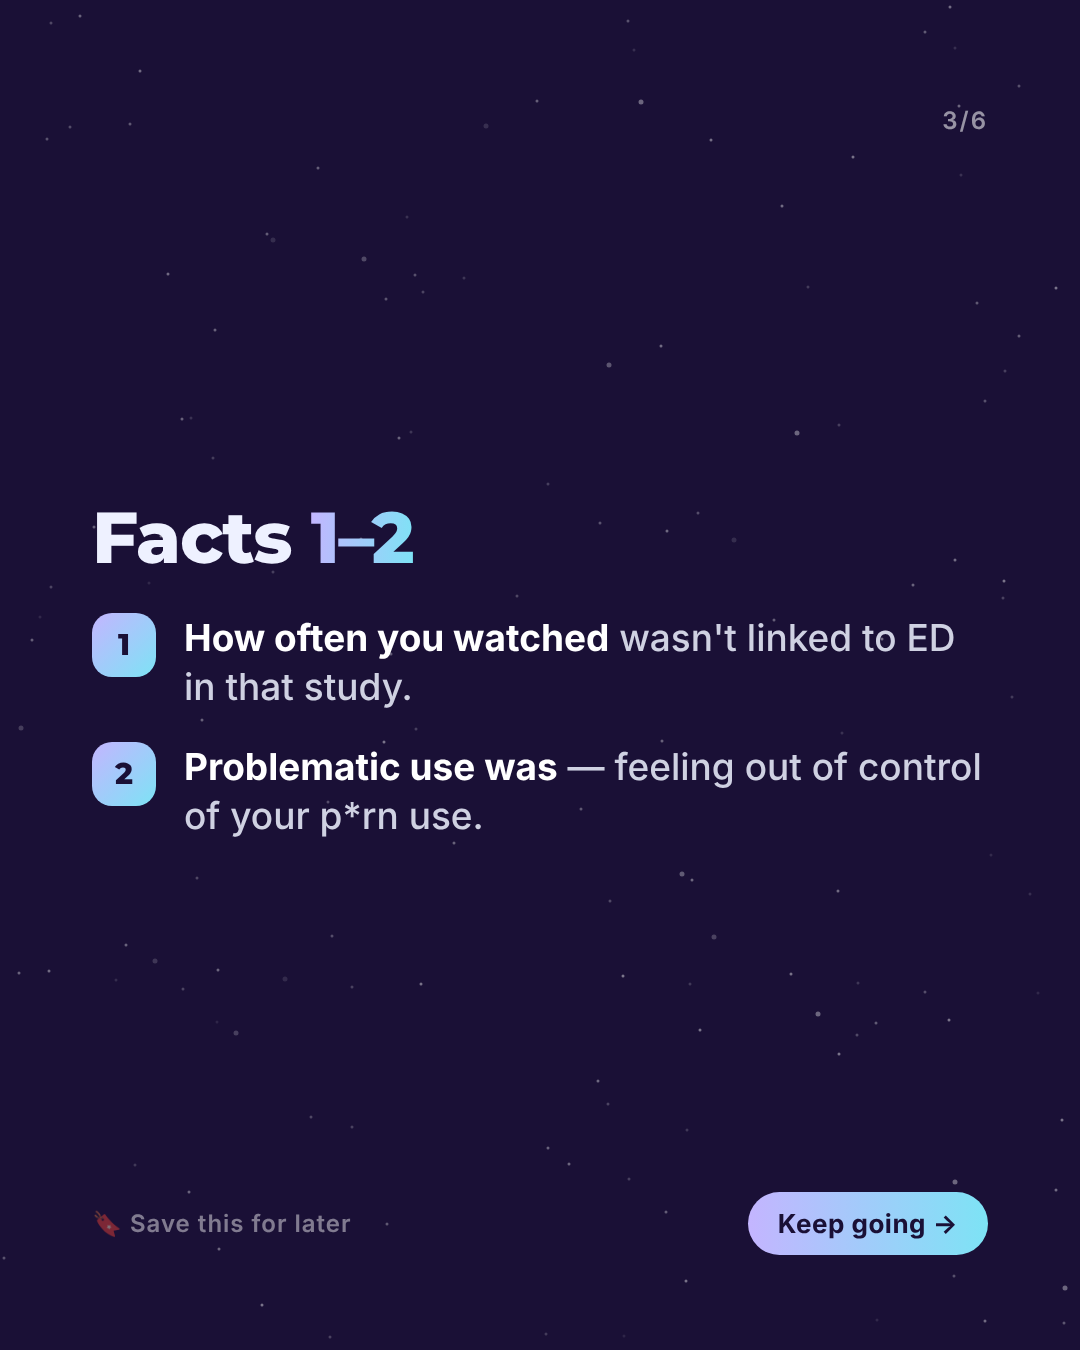 3/6
Facts 1–2
1
How often you watched wasn't linked to ED
in that study.
2
Problematic use was — feeling out of control
of your p*rn use.
🔖 Save this for later
Keep going →